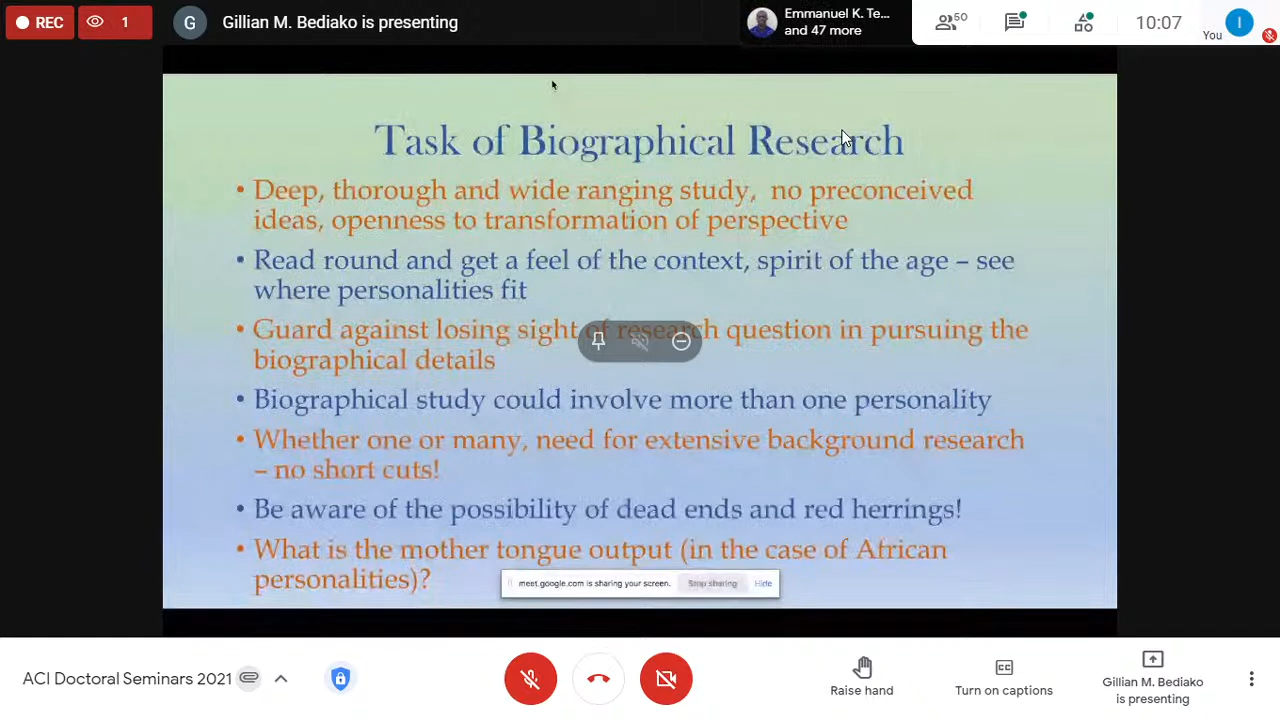 REC
1
G
Gillian M. Bediako is presenting
Emmanuel K. Te...
and 47 more
50
10:07
You
I
Task of Biographical Research
• Deep, thorough and wide ranging study, no preconceived
ideas, openness to transformation of perspective
• Read round and get a feel of the context, spirit of the age – see
where personalities fit
• Guard against losing sight of research question in pursuing the
biographical details
• Biographical study could involve more than one personality
• Whether one or many, need for extensive background research
– no short cuts!
• Be aware of the possibility of dead ends and red herrings!
• What is the mother tongue output (in the case of African
personalities)?
meet.google.com is sharing your screen. Stop sharing Hide
ACI Doctoral Seminars 2021
Raise hand
CC
Turn on captions
Gillian M. Bediako
is presenting